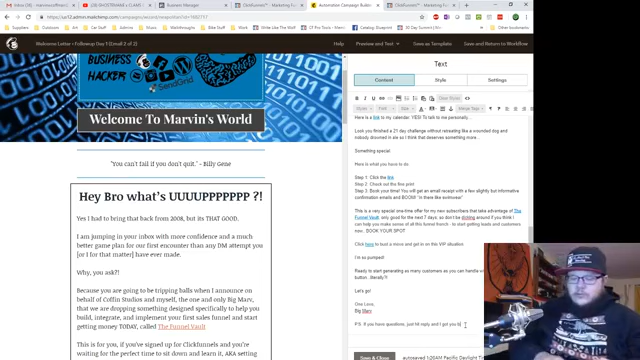 Welcome Letter • Followup Day 1 (Email 2 of 2)
Help
Preview and Test
Save as Template
Save and Return to Workflow
BUSINESS
HACKER
SendGrid
Welcome To Marvin's World
"You can't fail if you don't quit." - Billy Gene
Hey Bro what's UUUUPPPPPPP ?!
Yes I had to bring that back from 2008, but its THAT GOOD.
I am jumping in your inbox with more confidence and a much
better game plan for our first encounter than any DM attempt you
[or I for that matter] have ever made.
Why, you ask?!
Because you are going to be tripping balls when I announce on
behalf of Coffin Studios and myself, the one and only Big Marv,
that we are dropping something designed specifically to help you
build, integrate, and implement your first sales funnel and start
getting money TODAY, called The Funnel Vault
This is for you, if you've signed up for Clickfunnels and you're
waiting for the perfect time to sit down and learn it, AKA setting
Text
Content
Style
Settings
Here is a link to my calendar. YES! To talk to me personally...
Look you finished a 21 day challenge without retreating like a wounded dog and
nobody drowned in ale so I think that deserves something more...
Something special.
Here is what you have to do.
Step 1: Click the link
Step 2: Check out the fine print
Step 3: Book your time! You will get an email receipt with a few slightly but informative
confirmation emails and BOOM! "in there like swimwear"
This is a very special one-time offer for my new subscribers that take advantage of The
Funnel Vault, only good for the next 7 days, so don't be dicking around if you think I
can help you make sense of all this funnel french - to start getting leads and customers
now. BOOK YOUR SPOT
Click here to bust a move and get in on this VIP situation
I'm so pumped!
Ready to start generating so many customers as you can handle
button. literally?!
Let's go!
One Love,
Big Marv
P.S. If you have questions, just hit reply and I got you b
Save & Close
autosaved 1:26AM Pacific Daylight